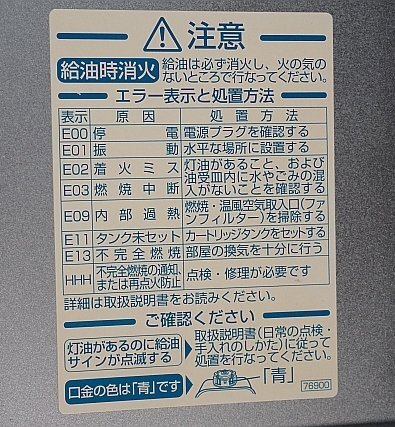 ⚠注意
給油時消火 給油は必ず消火し、火の気の
ないところで行なってください。
エラー表示と処置方法
表示 原因 処置方法
E00 停電 電源プラグを確認する
E01 振動 水平な場所に設置する
E02 着火ミス 灯油があること、および
油受皿内に水やごみの混
E03 燃焼中断 入がないことを確認する
E09 内部過熱 燃焼・温風空気取入口(ファ
ンフィルター)を掃除する
E11 タンク未セット カートリッジタンクをセットする
E13 不完全燃焼 部屋の換気を十分に行う
HHH 不完全燃焼の通知、
または再点火防止 点検・修理が必要です
詳細は取扱説明書をお読みください。
ご確認ください
灯油があるのに給油
サインが点滅する
取扱説明書(日常の点検・
手入れのしかた)に従って
処置を行なってください。
口金の色は「青」です 「青」
76900